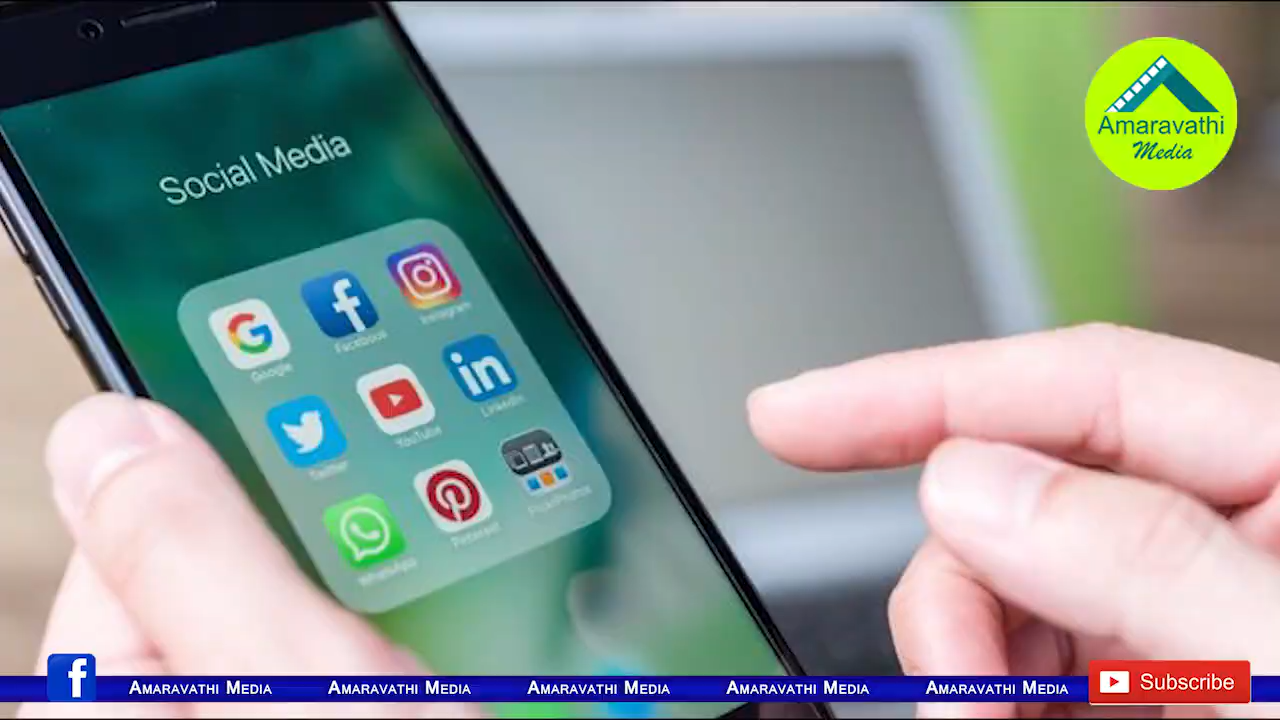 Amaravathi
Media
Social Media
Google
Facebook
Instagram
Twitter
YouTube
LinkedIn
WhatsApp
Pinterest
AMARAVATHI MEDIA AMARAVATHI MEDIA AMARAVATHI MEDIA AMARAVATHI MEDIA AMARAVATHI MEDIA
Subscribe